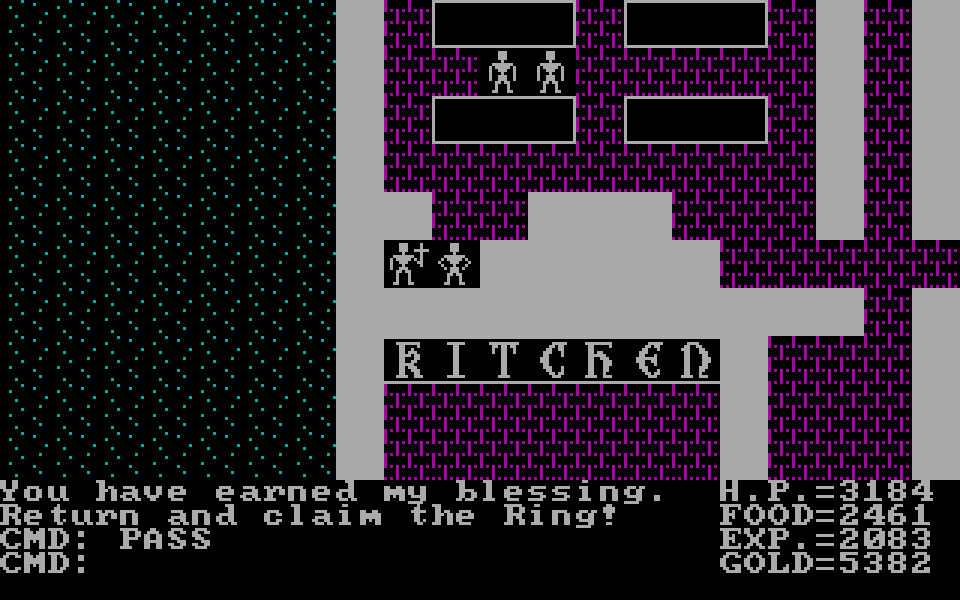 KITCHEN
You have earned my blessing. H.P.=3184
Return and claim the Ring! FOOD=2461
CMD: PASS EXP.=2083
CMD: GOLD=5382